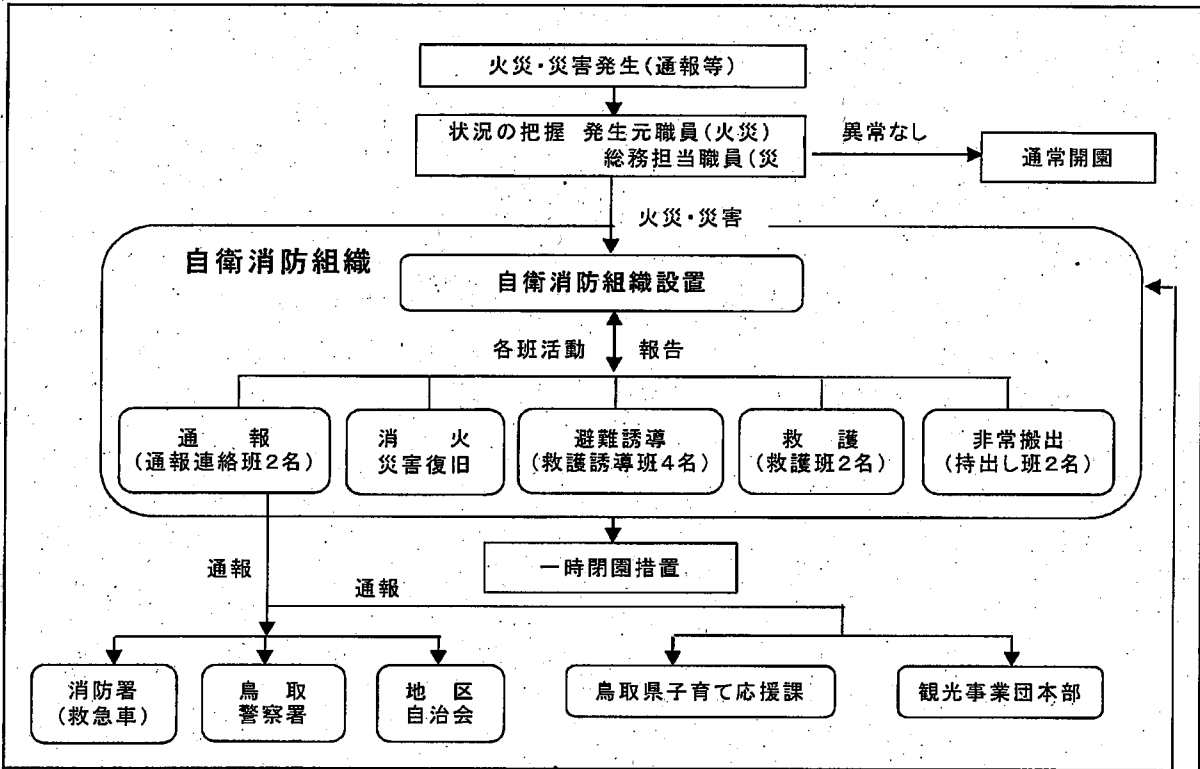 火災・災害発生(通報等)
状況の把握 発生元職員(火災)
総務担当職員(災
異常なし
通常開園
火災・災害
自衛消防組織
自衛消防組織設置
各班活動 報告
通 報
(通報連絡班2名)
消 火
災害復旧
避難誘導
(救護誘導班4名)
救 護
(救護班2名)
非常搬出
(持出し班2名)
一時閉園措置
通報
通報
消防署
(救急車)
鳥 取
警察署
地 区
自治会
鳥取県子育て応援課
観光事業団本部